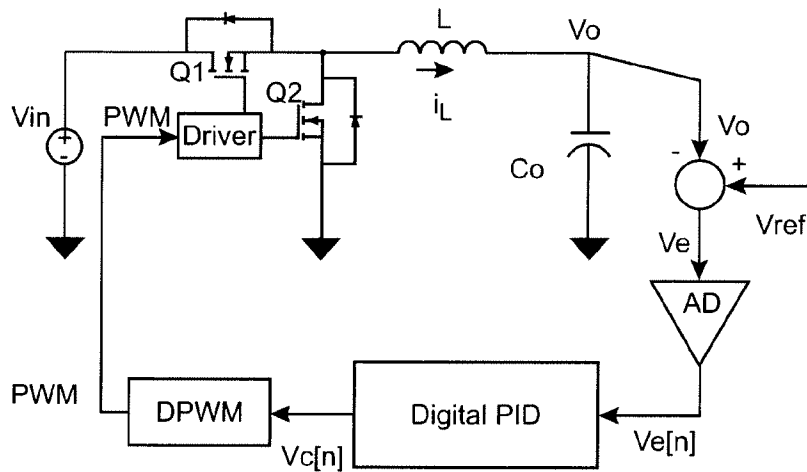 L
Vo
Q1
iL
Q2
Vin
PWM
Driver
Vo
+
-
-
+
Co
Vref
Ve
AD
PWM
DPWM
Digital PID
Vc[n]
Ve[n]